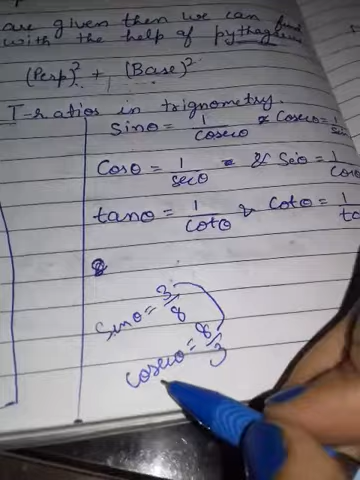 are given then we can find
with the help of pythagoras
(Perp)² + (Base)²
T-ratios in trignometry.
sinθ = 1/cosecθ & cosecθ = 1/sin
cosθ = 1/secθ & secθ = 1/cosθ
tanθ = 1/cotθ & cotθ = 1/ta
sinθ = 3/8
cosecθ = 8/3